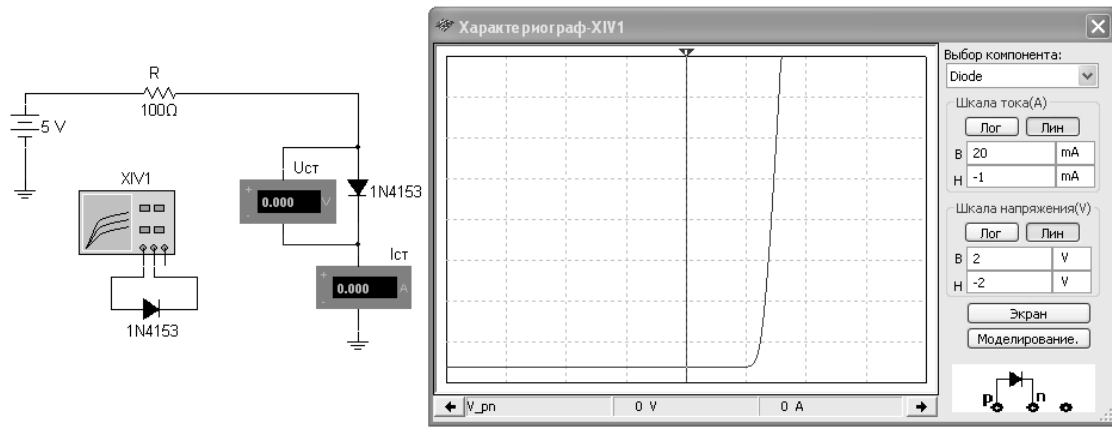 R
100Ω
5 V
XIV1
1N4153
Uст
+
0.000
V
-
1N4153
Iст
+
0.000
A
-
Характериограф-XIV1
V_pn
0 V
0 A
Выбор компонента:
Diode
Шкала тока(А)
Лог
Лин
В 20 mA
Н -1 mA
Шкала напряжения(V)
Лог
Лин
В 2 V
Н -2 V
Экран
Моделирование.
p n